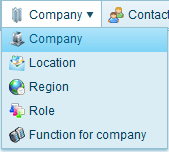 Company Contact
Company
Location
Region
Role
Function for company